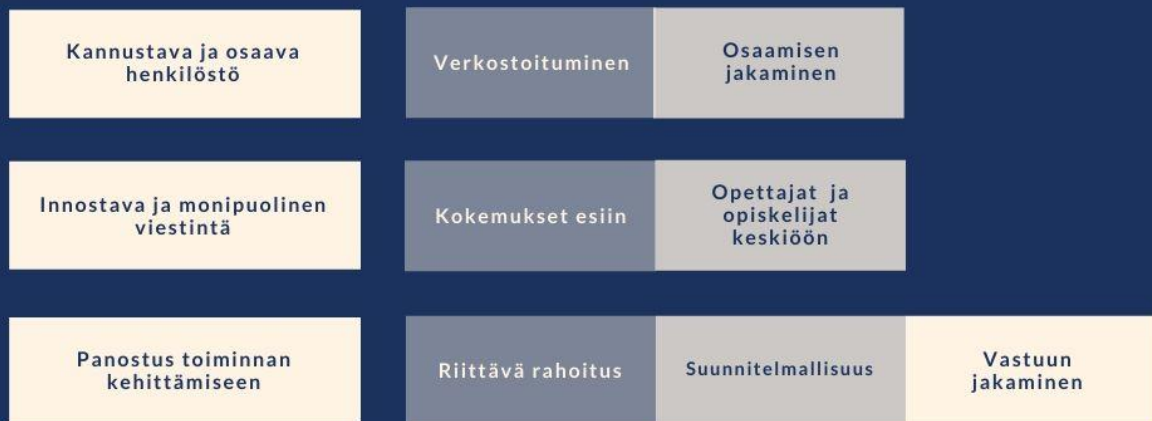 Kannustava ja osaava
henkilöstö
Verkostoituminen
Osaamisen
jakaminen
Innostava ja monipuolinen
viestintä
Kokemukset esiin
Opettajat ja
opiskelijat
keskiöön
Panostus toiminnan
kehittämiseen
Riittävä rahoitus
Suunnitelmallisuus
Vastuun
jakaminen